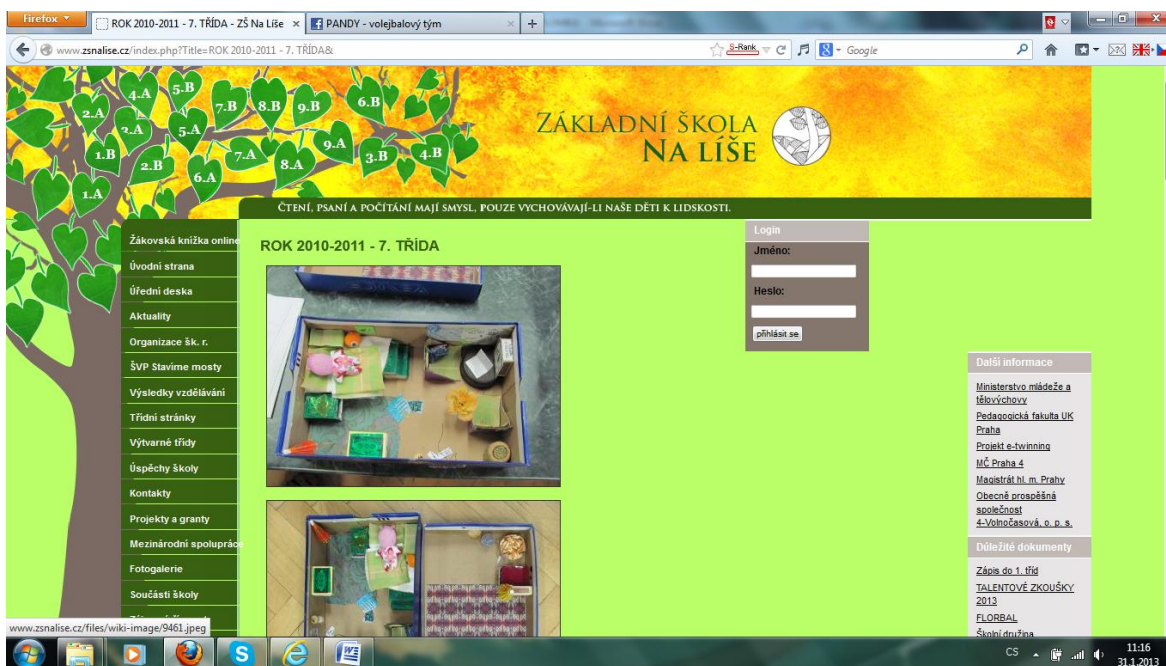 Firefox
ROK 2010-2011 - 7. TŘÍDA - ZŠ Na Líše
PANDY - volejbalový tým
www.zsnalise.cz/index.php?Title=ROK 2010-2011 - 7. TŘÍDA&
S-Rank
Google
4.A
5.B
2.A
7.B
8.B
9.B
6.B
5.A
1.B
2.B
7.A
8.A
9.A
3.B
4.B
6.A
1.A
ZÁKLADNÍ ŠKOLA
NA LÍŠE
ČTENÍ, PSANÍ A POČÍTÁNÍ MAJÍ SMYSL, POUZE VYCHOVÁVAJÍ-LI NAŠE DĚTI K LIDSKOSTI.
Žákovská knížka online
Úvodní strana
Úřední deska
Aktuality
Organizace šk. r.
ŠVP Stavíme mosty
Výsledky vzdělávání
Třídní stránky
Výtvarné třídy
Úspěchy školy
Kontakty
Projekty a granty
Mezinárodní spolupráce
Fotogalerie
Součásti školy
ROK 2010-2011 - 7. TŘÍDA
Login
Jméno:
Heslo:
přihlásit se
Další informace
Ministerstvo mládeže a
tělovýchovy
Pedagogická fakulta UK
Praha
Projekt e-twinning
MČ Praha 4
Magistrát hl. m. Prahy
Obecně prospěšná
společnost
4-Volnočasová, o. p. s.
Důležité dokumenty
Zápis do 1. tříd
TALENTOVÉ ZKOUŠKY
2013
FLORBAL
Školní družina
www.zsnalise.cz/files/wiki-image/9461.jpeg
CS
11:16
31.1.2013